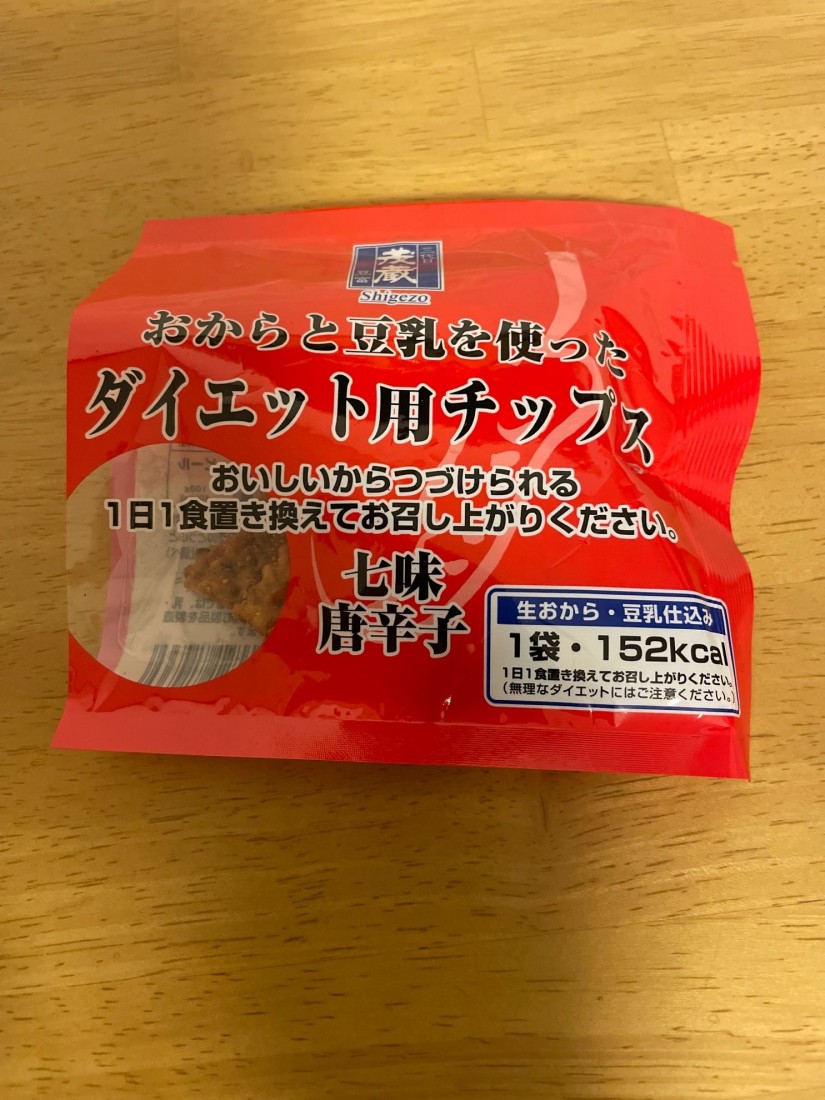 三代目
茂蔵
豆富
Shigezo
おからと豆乳を使った
ダイエット用チップス
おいしいからつづけられる
1日1食置き換えてお召し上がりください。
七味
唐辛子
生おから・豆乳仕込み
1袋・152kcal
1日1食置き換えてお召し上がりください。
(無理なダイエットにはご注意ください。)